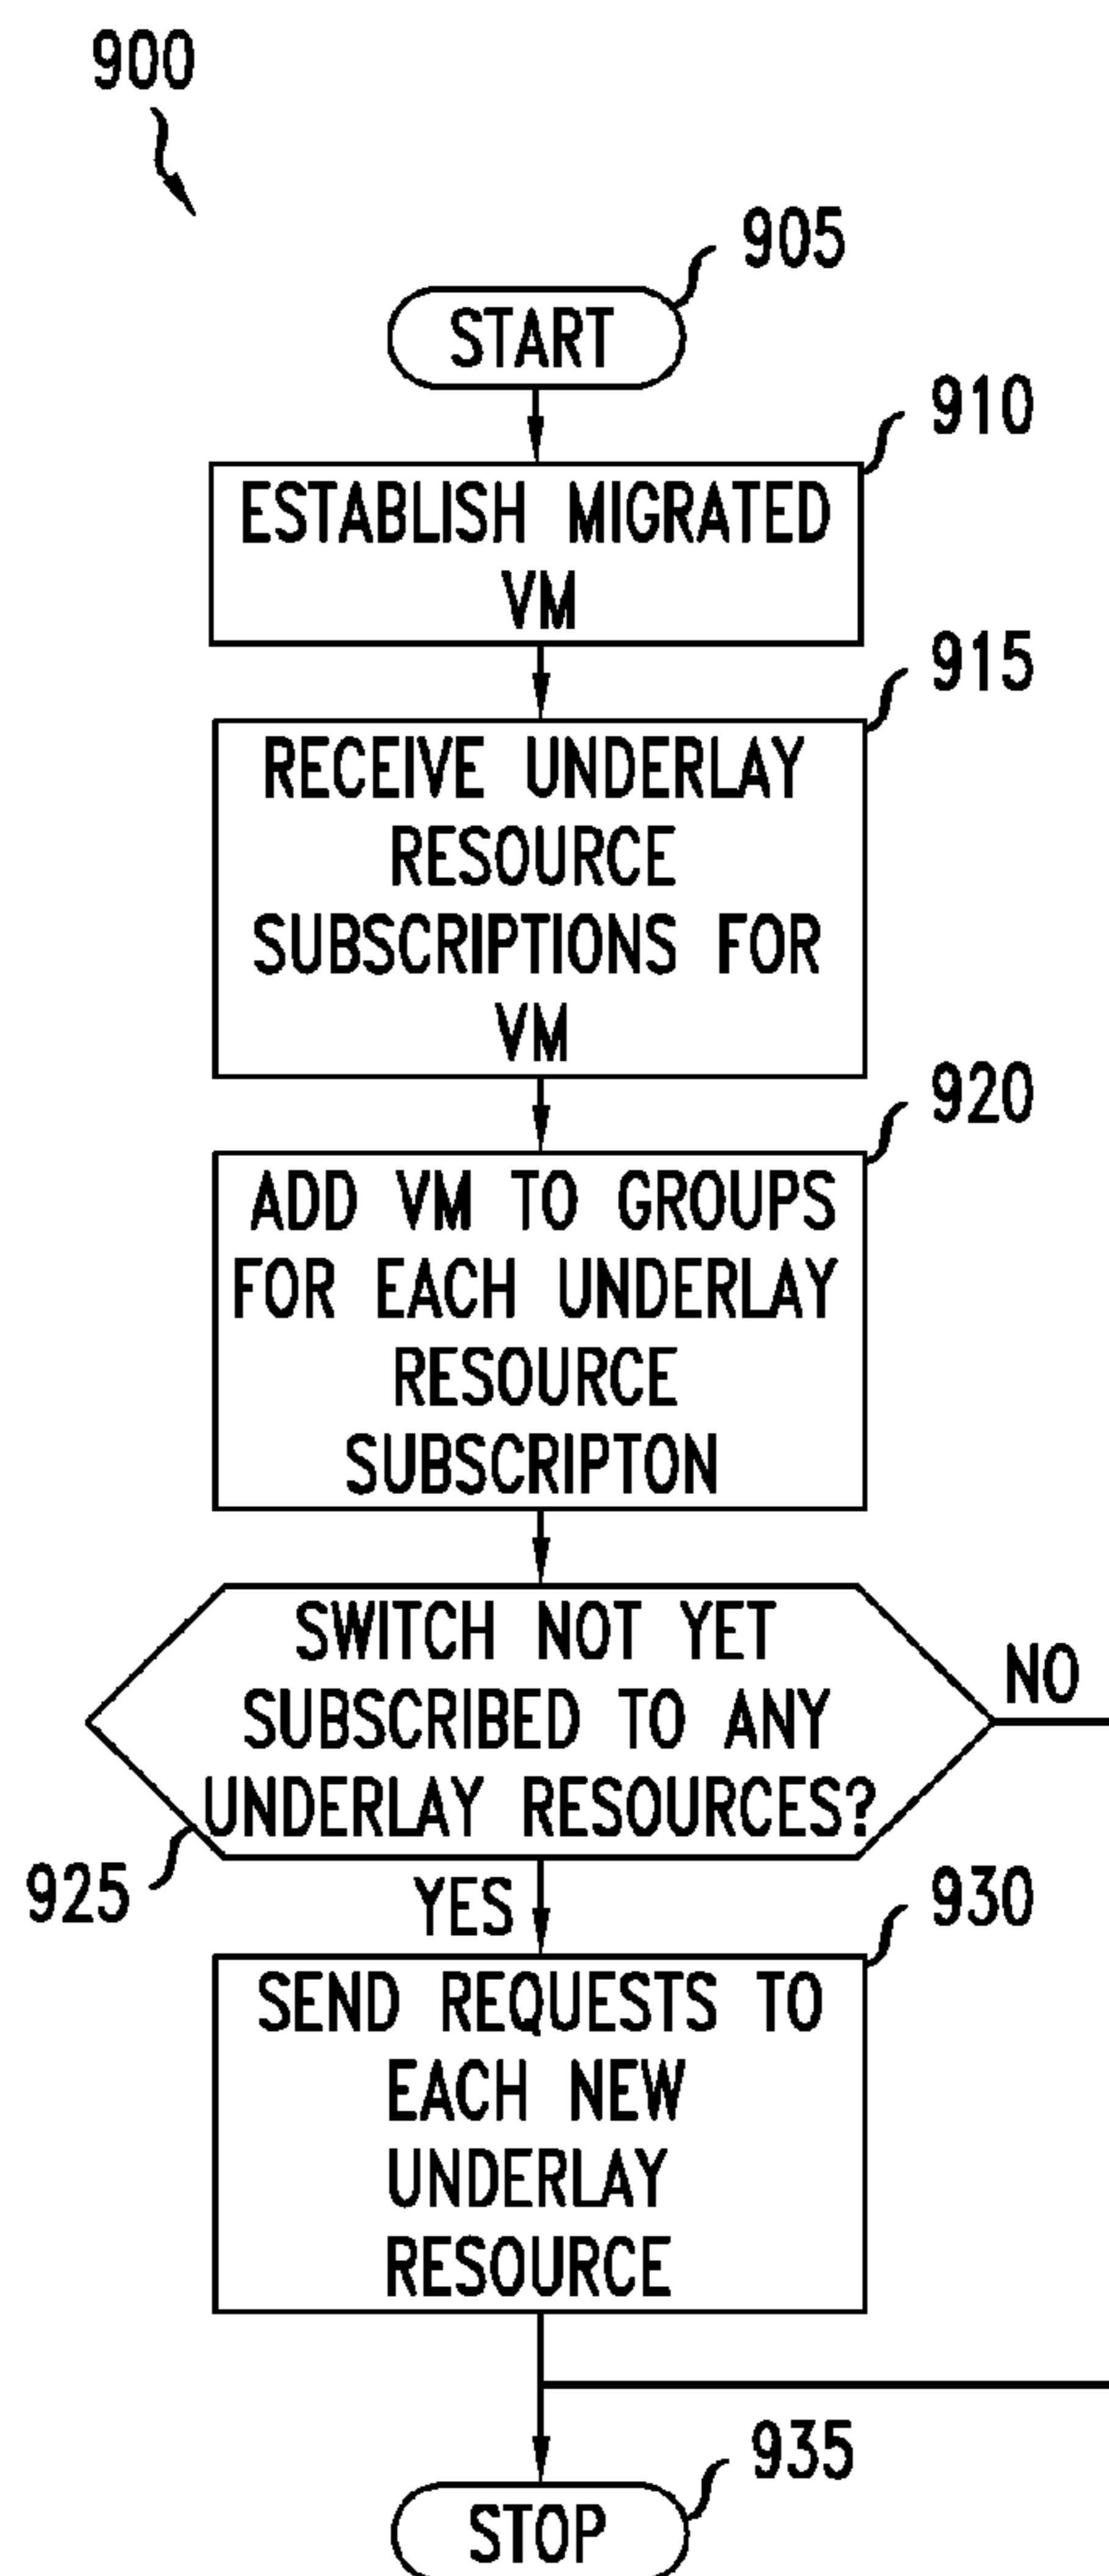 900
905
START
910
ESTABLISH MIGRATED
VM
915
RECEIVE UNDERLAY
RESOURCE
SUBSCRIPTIONS FOR
VM
920
ADD VM TO GROUPS
FOR EACH UNDERLAY
RESOURCE
SUBSCRIPTON
SWITCH NOT YET
SUBSCRIBED TO ANY
UNDERLAY RESOURCES?
NO
925
YES
930
SEND REQUESTS TO
EACH NEW
UNDERLAY
RESOURCE
935
STOP